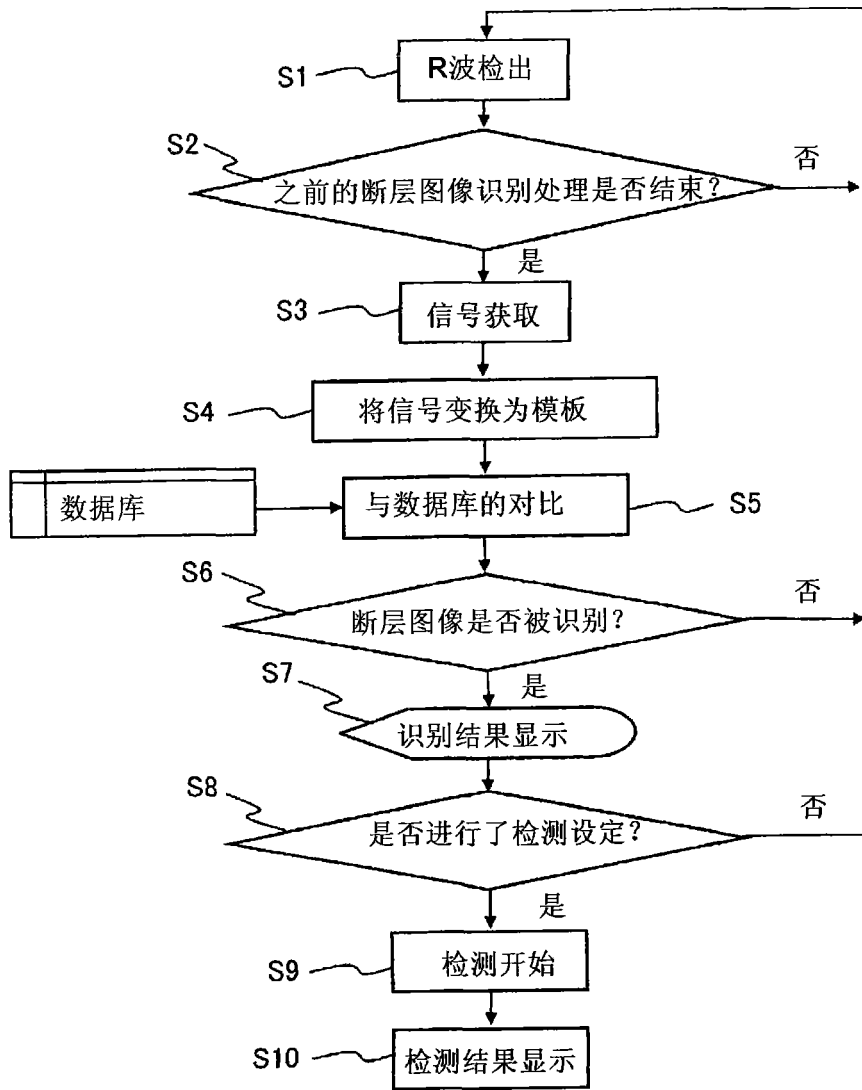 S1
R波检出
S2
之前的断层图像识别处理是否结束？
否
是
S3
信号获取
S4
将信号变换为模板
数据库
与数据库的对比
S5
S6
断层图像是否被识别？
否
是
S7
识别结果显示
S8
是否进行了检测设定？
否
是
S9
检测开始
S10
检测结果显示